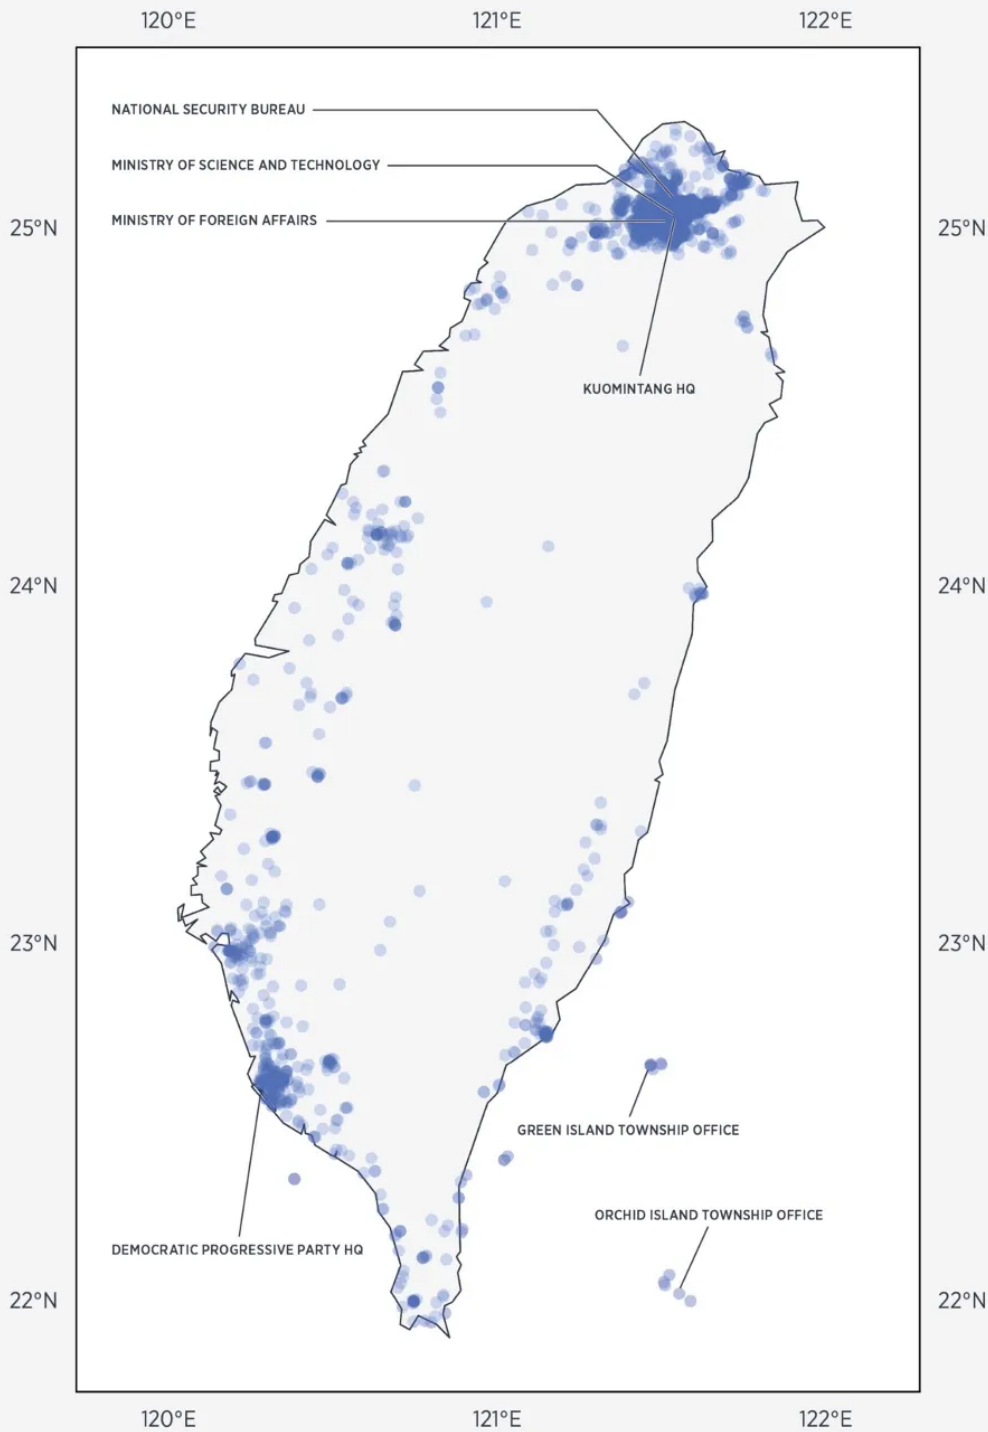 120°E 121°E 122°E
NATIONAL SECURITY BUREAU
MINISTRY OF SCIENCE AND TECHNOLOGY
MINISTRY OF FOREIGN AFFAIRS
25°N 25°N
KUOMINTANG HQ
24°N 24°N
23°N 23°N
GREEN ISLAND TOWNSHIP OFFICE
ORCHID ISLAND TOWNSHIP OFFICE
DEMOCRATIC PROGRESSIVE PARTY HQ
22°N 22°N
120°E 121°E 122°E